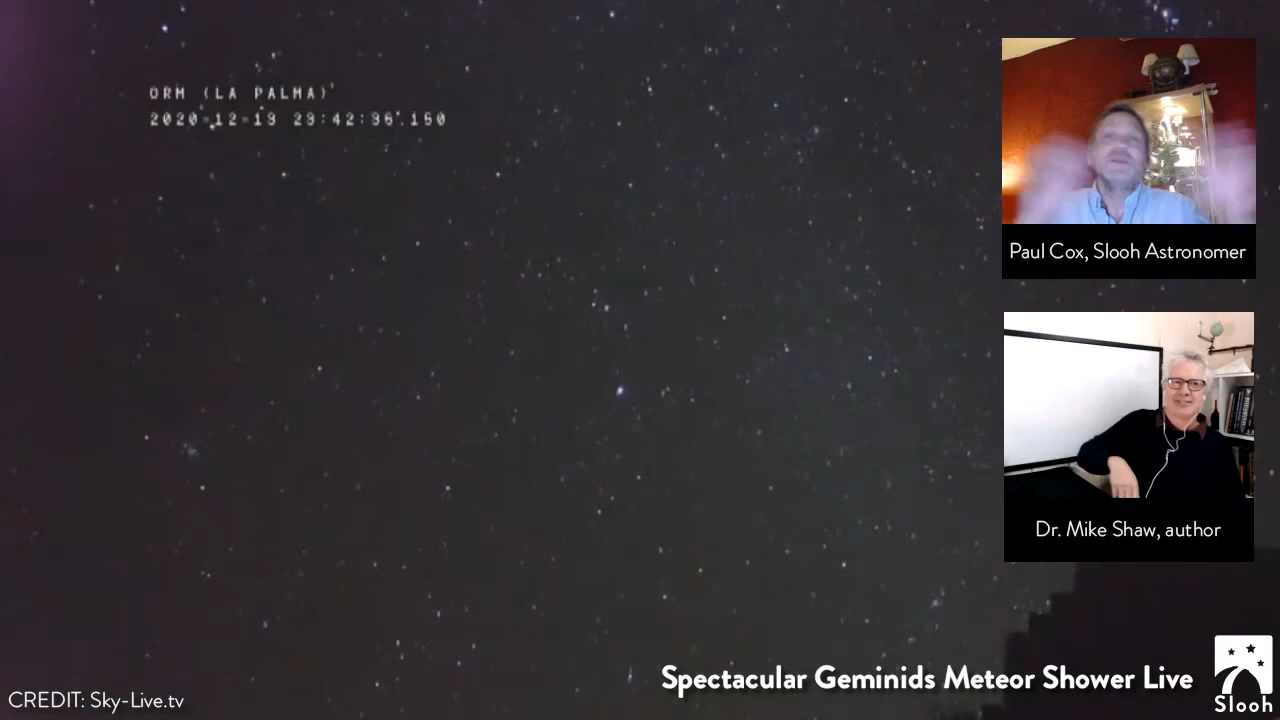 ORM (LA PALMA)
2020-12-13 23:42:36.150
Paul Cox, Slooh Astronomer
Dr. Mike Shaw, author
Spectacular Geminids Meteor Shower Live
Slooh
CREDIT: Sky-Live.tv